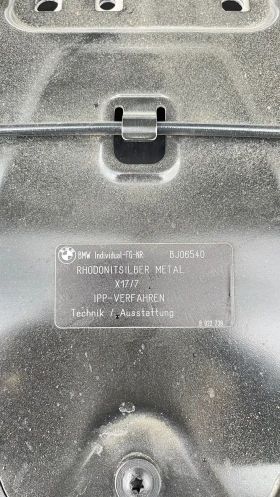 BMW Individual-FG-NR BJ06540
RHODONITSILBER METAL
X17/7
IPP-VERFAHREN
Technik / Ausstattung